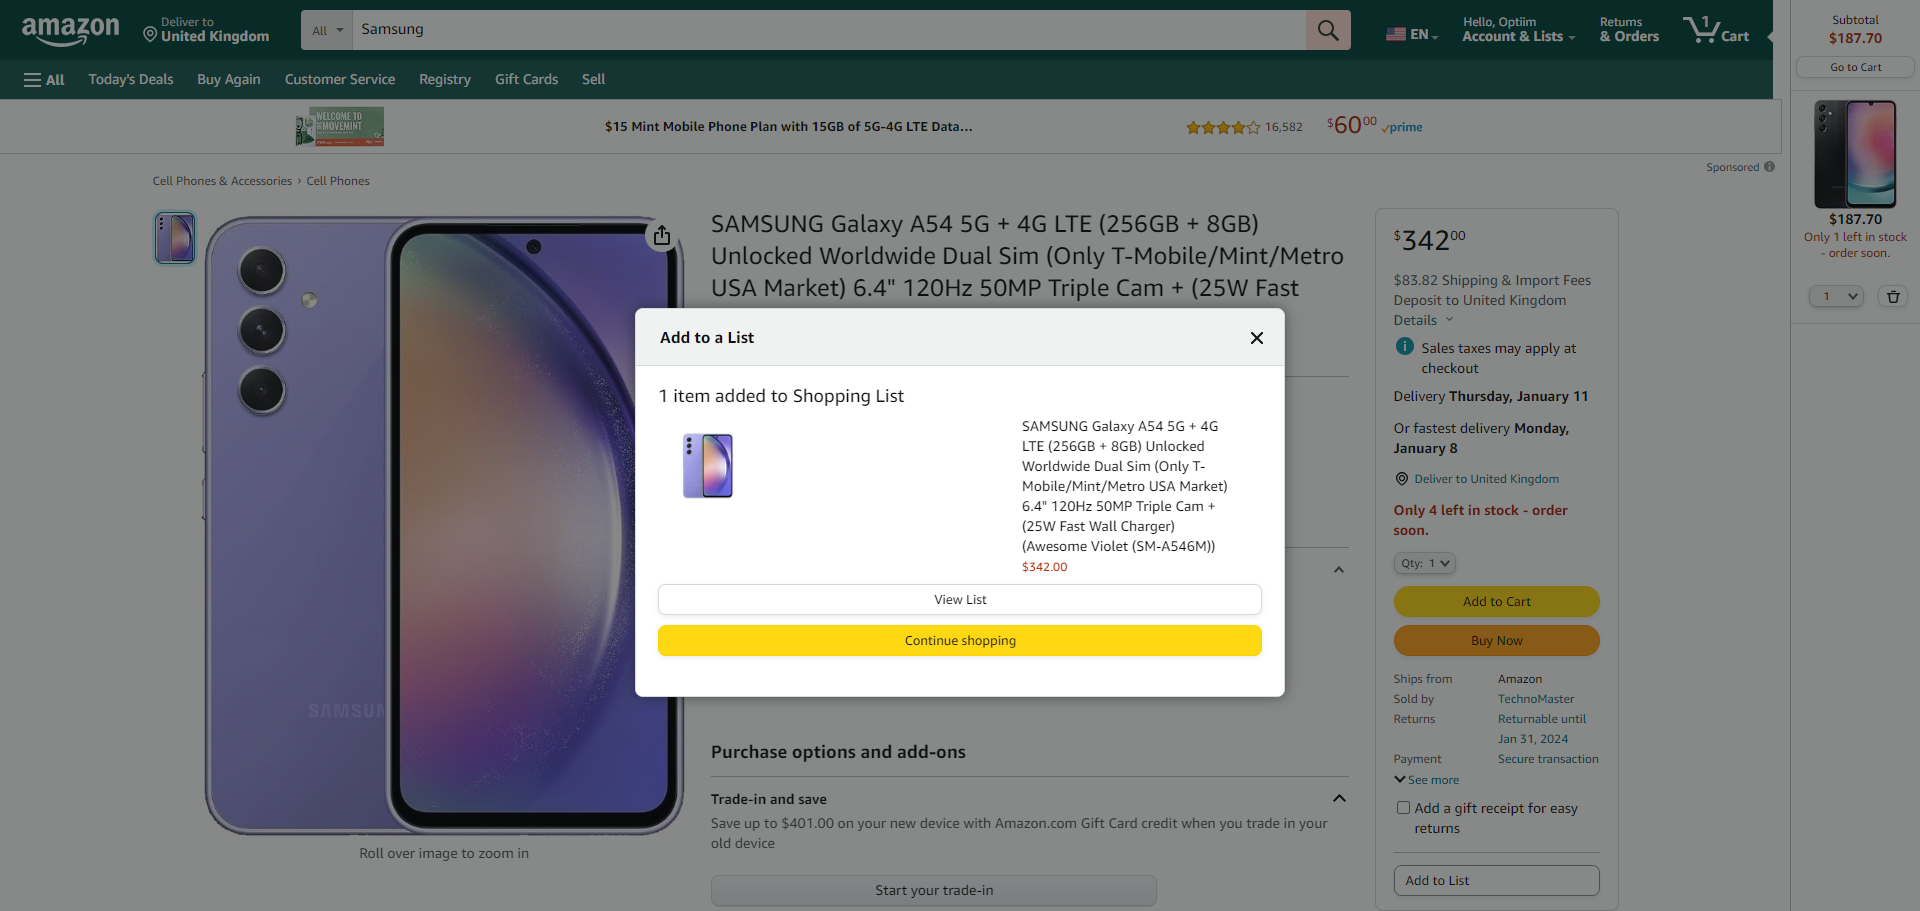 amazon
Deliver to
United Kingdom
All
Samsung
EN
Hello, Optiim
Account & Lists
Returns
& Orders
1
Cart
Subtotal
$187.70
Go to Cart
All
Today's Deals
Buy Again
Customer Service
Registry
Gift Cards
Sell
WELCOME TO
MOVEMINT
$15 Mint Mobile Phone Plan with 15GB of 5G-4G LTE Data...
16,582
$60 00
prime
Sponsored
Cell Phones & Accessories › Cell Phones
$187.70
Only 1 left in stock
- order soon.
1
SAMSUNG Galaxy A54 5G + 4G LTE (256GB + 8GB)
Unlocked Worldwide Dual Sim (Only T-Mobile/Mint/Metro
USA Market) 6.4" 120Hz 50MP Triple Cam + (25W Fast
Add to a List
1 item added to Shopping List
SAMSUNG Galaxy A54 5G + 4G
LTE (256GB + 8GB) Unlocked
Worldwide Dual Sim (Only T-
Mobile/Mint/Metro USA Market)
6.4" 120Hz 50MP Triple Cam +
(25W Fast Wall Charger)
(Awesome Violet (SM-A546M))
$342.00
View List
Continue shopping
SAMSUN
Roll over image to zoom in
Purchase options and add-ons
Trade-in and save
Save up to $401.00 on your new device with Amazon.com Gift Card credit when you trade in your
old device
Start your trade-in
$342 00
$83.82 Shipping & Import Fees
Deposit to United Kingdom
Details
Sales taxes may apply at
checkout
Delivery Thursday, January 11
Or fastest delivery Monday,
January 8
Deliver to United Kingdom
Only 4 left in stock - order
soon.
Qty: 1
Add to Cart
Buy Now
Ships from Amazon
Sold by TechnoMaster
Returns Returnable until
Jan 31, 2024
Payment Secure transaction
See more
Add a gift receipt for easy
returns
Add to List